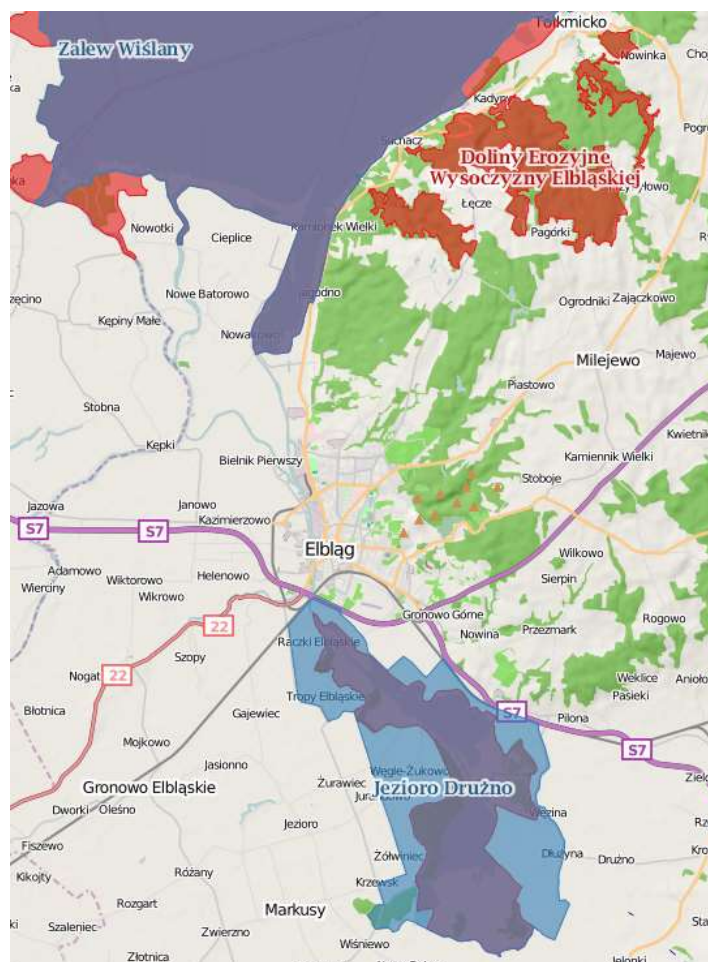 Tolkmicko
Zalew Wiślany
Nowinka
Kadyny
Suchacz
Doliny Erozyjne
Wysoczyzny Elbląskiej
Łęcze
Nowotki
Cieplice
Kamionek Wielki
Pagórki
Nowe Batorowo
Ogrodniki
Zajączkowo
Kępiny Małe
Milejewo
Majewo
Piastowo
Stobna
Kępki
Bielnik Pierwszy
Kamiennik Wielki
Stoboje
Jazowa
Janowo
Kazimierzowo
S7
S7
Elbląg
Wilkowo
Adamowo
Wiktorowo
Helenowo
Sierpin
Wierciny
Wikrowo
Gronowo Górne
Rogowo
22
Nowina
Przezmark
Raczki Elbląskie
Szopy
Nogat
22
Weklice
Pasieki
Tropy Elbląskie
Błotnica
Gajewiec
S7
Pilona
Mojkowo
S7
Jasionno
Węgle-Żukowo
Gronowo Elbląskie
Żurawiec
Jezioro Drużno
Dworki
Oleśno
Jezioro
Węzina
Fiszewo
Żółwiniec
Dłużyna
Drużno
Kikojty
Różany
Krzewsk
Rozgart
Markusy
Szaleniec
Zwierzno
Wiśniewo
Złotnica
Jelonki